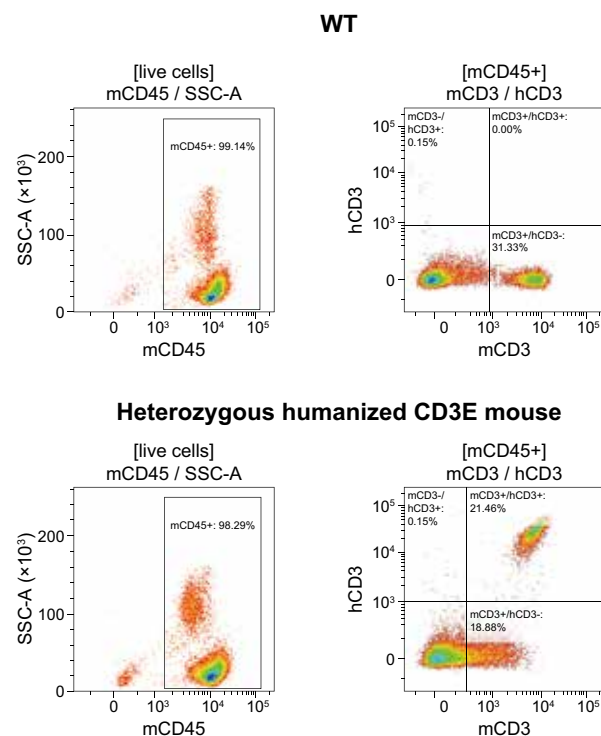 WT
[live cells]
mCD45 / SSC-A
SSC-A (×10³)
200
100
0
mCD45+: 99.14%
0
10³
10⁴
10⁵
mCD45
[mCD45+]
mCD3 / hCD3
hCD3
10⁵
10⁴
10³
0
mCD3-/
hCD3+:
0.15%
mCD3+/hCD3+:
0.00%
mCD3+/hCD3-:
31.33%
0
10³
10⁴
10⁵
mCD3
Heterozygous humanized CD3E mouse
[live cells]
mCD45 / SSC-A
SSC-A (×10³)
200
100
0
mCD45+: 98.29%
0
10³
10⁴
10⁵
mCD45
[mCD45+]
mCD3 / hCD3
hCD3
10⁵
10⁴
10³
0
mCD3-/
hCD3+:
0.15%
mCD3+/hCD3+:
21.46%
mCD3+/hCD3-:
18.88%
0
10³
10⁴
10⁵
mCD3